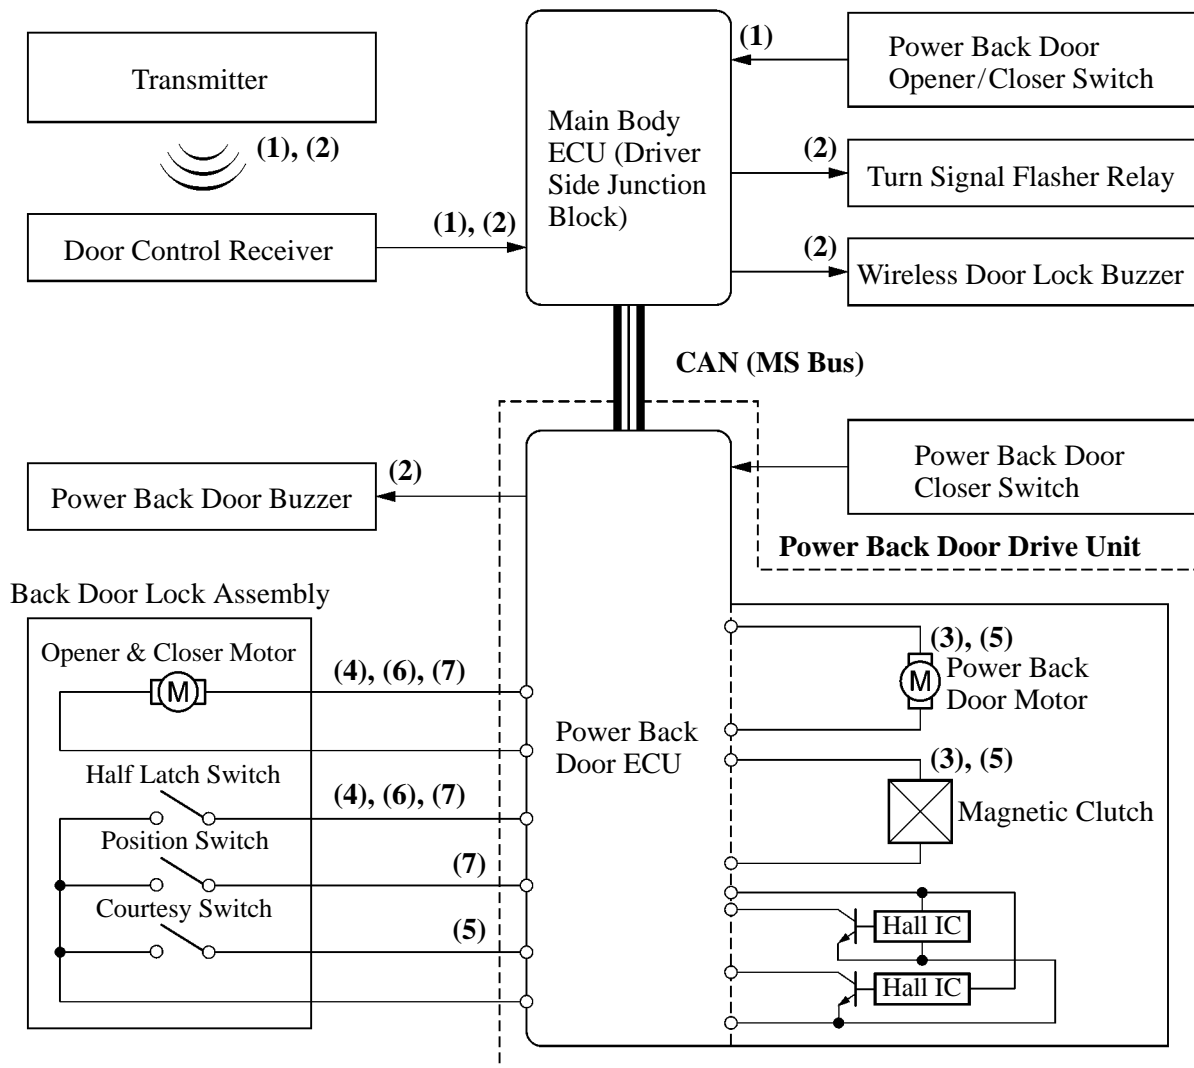 Transmitter
(1), (2)
Door Control Receiver
(1), (2)
Main Body
ECU (Driver
Side Junction
Block)
(1)
Power Back Door
Opener/Closer Switch
(2)
Turn Signal Flasher Relay
(2)
Wireless Door Lock Buzzer
CAN (MS Bus)
Power Back Door Buzzer
(2)
Power Back Door
Closer Switch
Power Back Door Drive Unit
Back Door Lock Assembly
Opener & Closer Motor
M
(4), (6), (7)
Half Latch Switch
(4), (6), (7)
Position Switch
(7)
Courtesy Switch
(5)
Power Back
Door ECU
(3), (5)
M
Power Back
Door Motor
(3), (5)
Magnetic Clutch
Hall IC
Hall IC